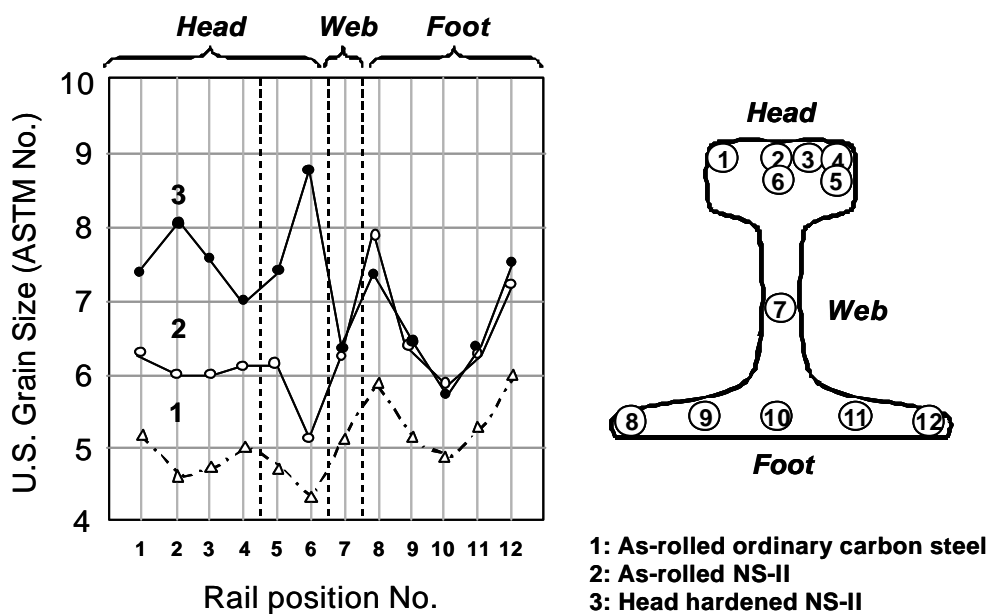 Head Web Foot
10
9
8
7
6
5
4
U.S. Grain Size (ASTM No.)
3
2
1
1 2 3 4 5 6 7 8 9 10 11 12
Rail position No.
Head
1 2 3 4
6 5
7
Web
8 9 10 11 12
Foot
1: As-rolled ordinary carbon steel
2: As-rolled NS-II
3: Head hardened NS-II